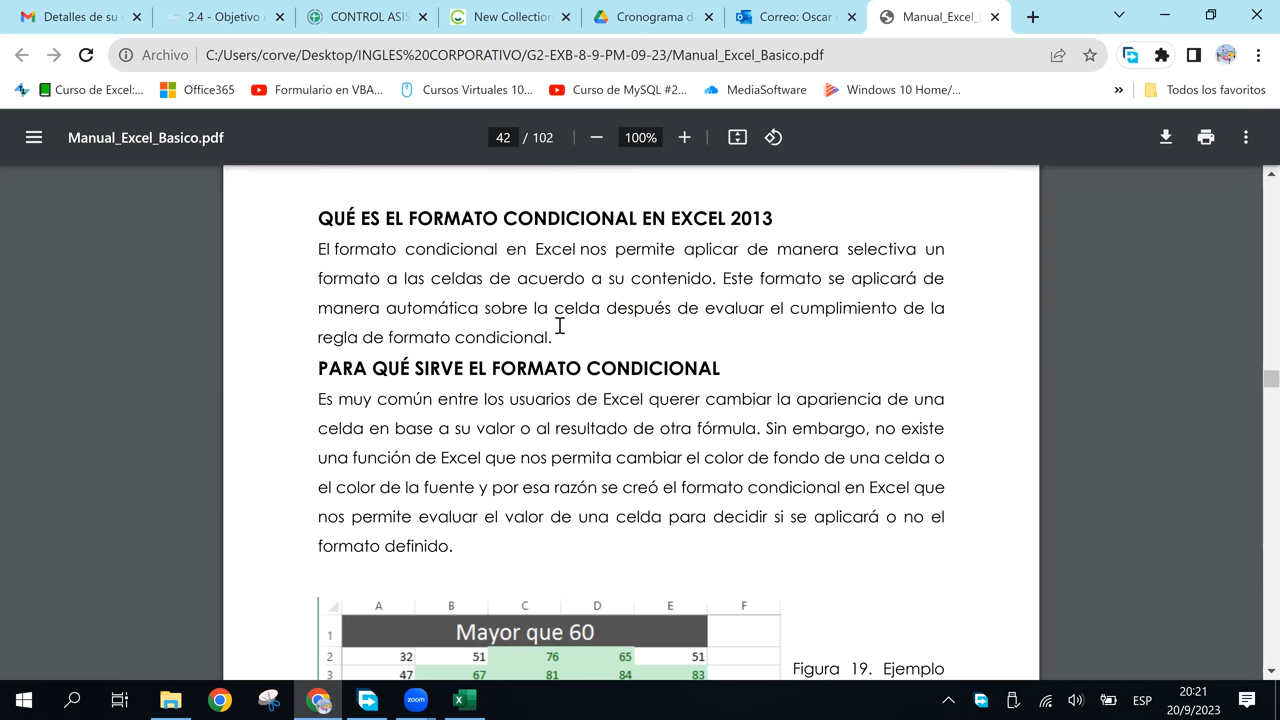 Detalles de su
2.4 - Objetivo
CONTROL ASIS
New Collection
Cronograma de
Correo: Oscar
Manual_Excel_
C:/Users/corve/Desktop/INGLES%20CORPORATIVO/G2-EXB-8-9-PM-09-23/Manual_Excel_Basico.pdf
Curso de Excel:...
Office365
Formulario en VBA...
Cursos Virtuales 10...
Curso de MySQL #2...
MediaSoftware
Windows 10 Home/...
»
Todos los favoritos
Manual_Excel_Basico.pdf
42 / 102
100%
QUÉ ES EL FORMATO CONDICIONAL EN EXCEL 2013
El formato condicional en Excel nos permite aplicar de manera selectiva un
formato a las celdas de acuerdo a su contenido. Este formato se aplicará de
manera automática sobre la celda después de evaluar el cumplimiento de la
regla de formato condicional.
PARA QUÉ SIRVE EL FORMATO CONDICIONAL
Es muy común entre los usuarios de Excel querer cambiar la apariencia de una
celda en base a su valor o al resultado de otra fórmula. Sin embargo, no existe
una función de Excel que nos permita cambiar el color de fondo de una celda o
el color de la fuente y por esa razón se creó el formato condicional en Excel que
nos permite evaluar el valor de una celda para decidir si se aplicará o no el
formato definido.
A B C D E F
1 Mayor que 60
2 32 51 76 65 51
3 47 67 81 84 83
Figura 19. Ejemplo
zoom
ESP
20:21
20/9/2023